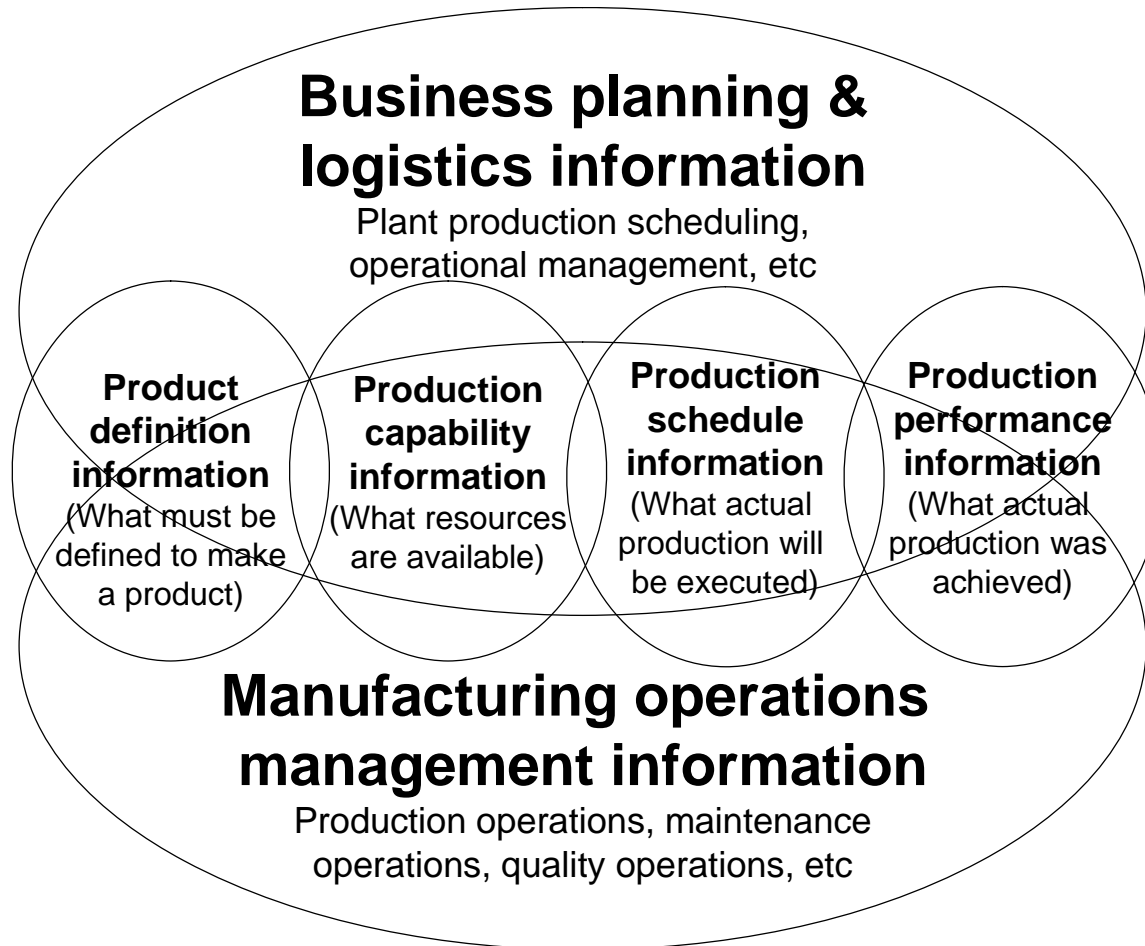 Business planning &
logistics information
Plant production scheduling,
operational management, etc
Product
definition
information
(What must be
defined to make
a product)
Production
capability
information
(What resources
are available)
Production
schedule
information
(What actual
production will
be executed)
Production
performance
information
(What actual
production was
achieved)
Manufacturing operations
management information
Production operations, maintenance
operations, quality operations, etc